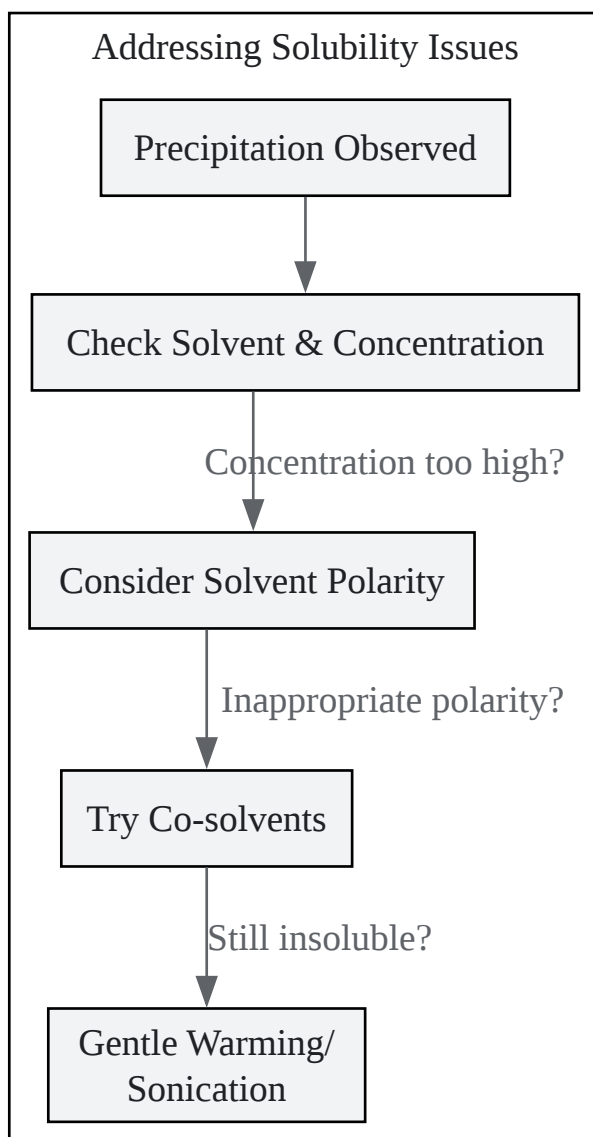 Addressing Solubility Issues
Precipitation Observed
Check Solvent & Concentration
Concentration too high?
Consider Solvent Polarity
Inappropriate polarity?
Try Co-solvents
Still insoluble?
Gentle Warming/
Sonication